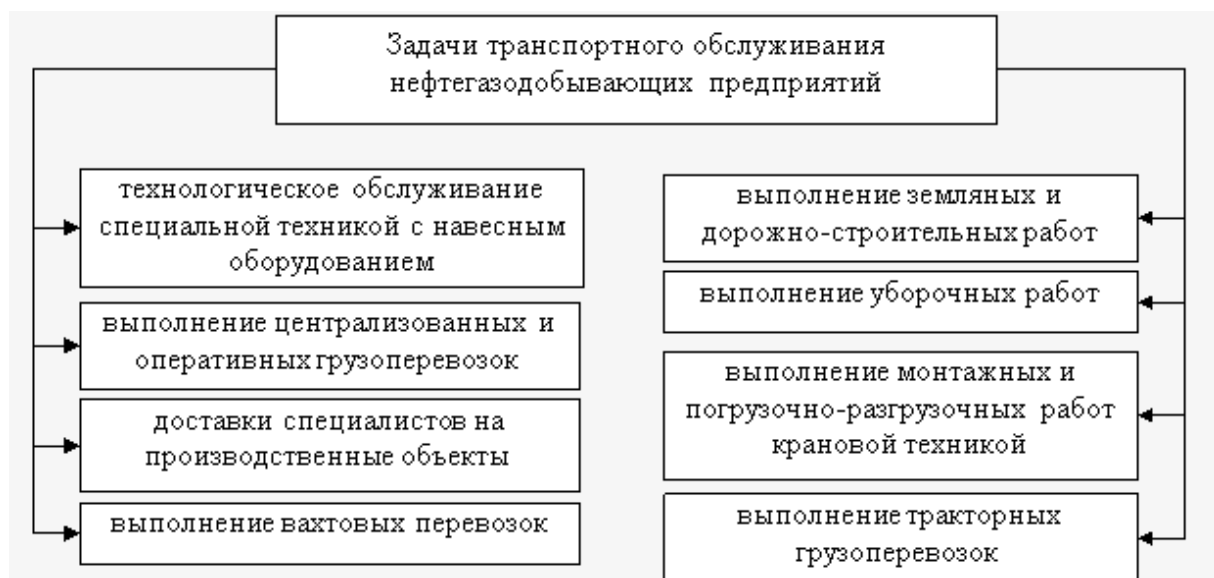 Задачи транспортного обслуживания
нефтегазодобывающих предприятий
технологическое обслуживание
специальной техникой с навесным
оборудованием
выполнение централизованных и
оперативных грузоперевозок
доставки специалистов на
производственные объекты
выполнение вахтовых перевозок
выполнение земляных и
дорожно-строительных работ
выполнение уборочных работ
выполнение монтажных и
погрузочно-разгрузочных работ
крановой техникой
выполнение тракторных
грузоперевозок